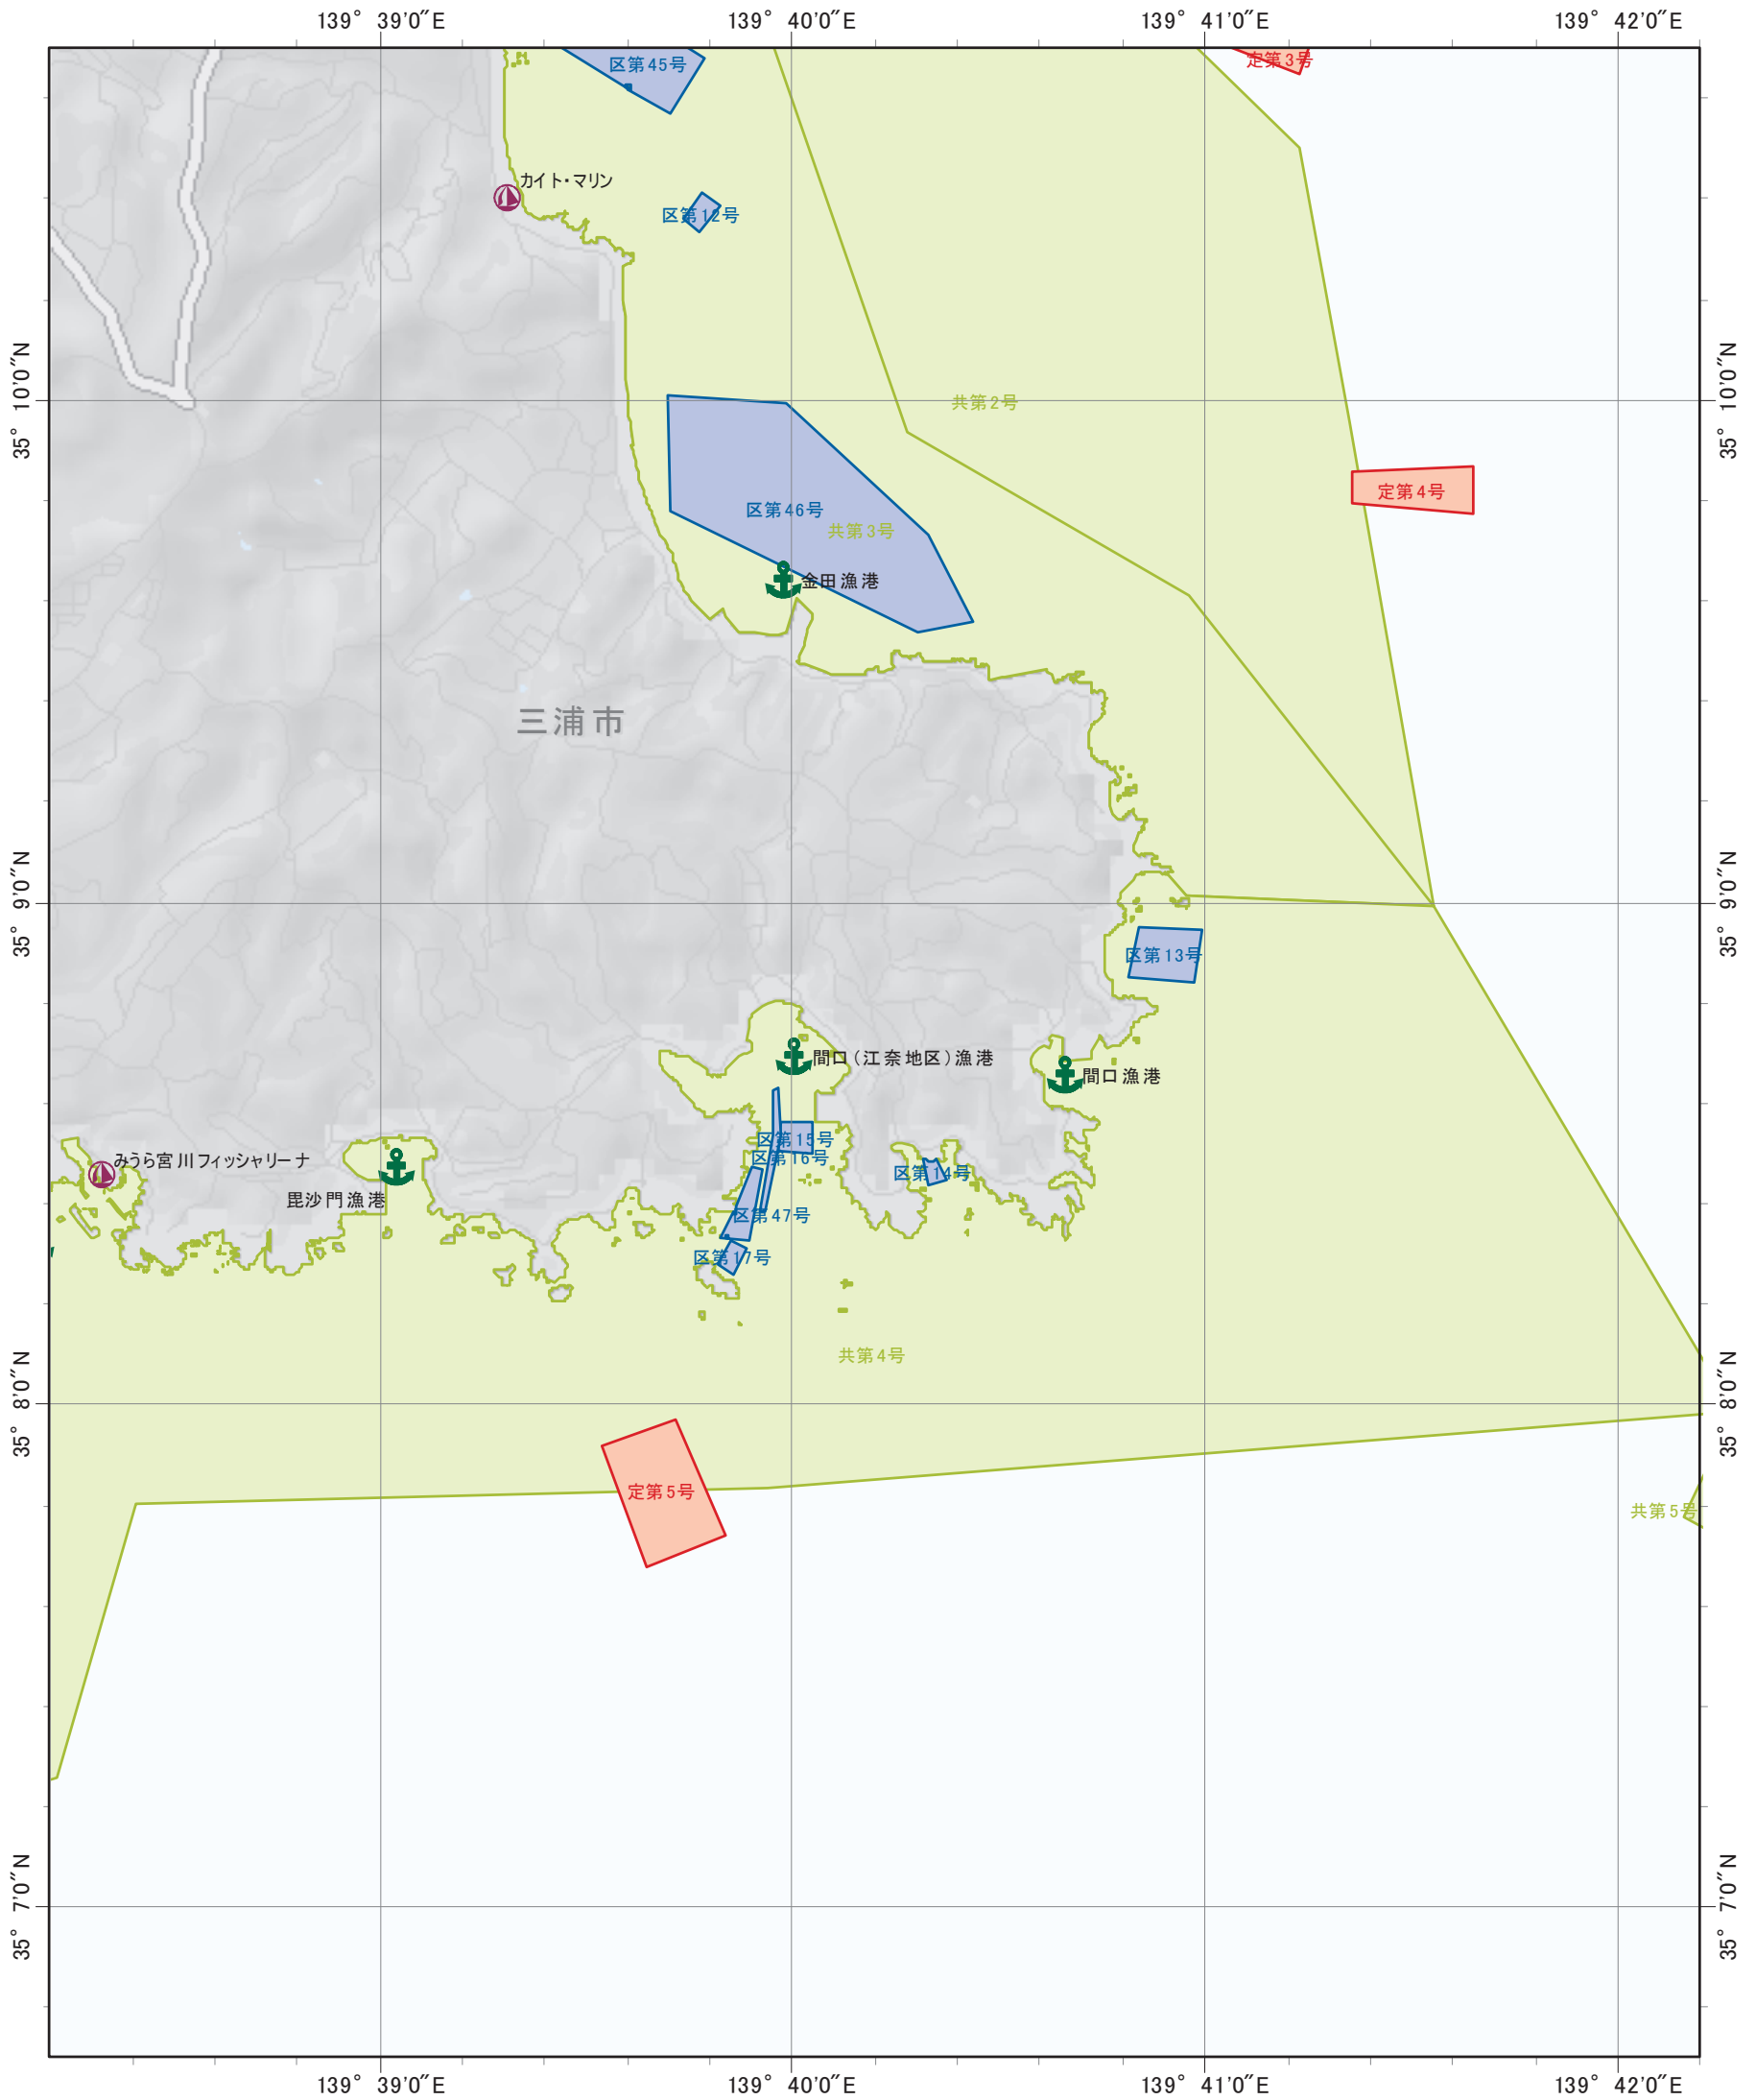 139° 39′0″E
139° 40′0″E
139° 41′0″E
139° 42′0″E
区第45号
定第3号
カイト・マリン
区第12号
35° 10′0″N
35° 10′0″N
共第2号
定第4号
区第46号
共第3号
金田漁港
三浦市
35° 9′0″N
35° 9′0″N
区第13号
間口(江奈地区)漁港
間口漁港
区第15号
区第16号
みうら宮川フィッシャリーナ
区第14号
毘沙門漁港
区第47号
区第17号
共第4号
35° 8′0″N
35° 8′0″N
定第5号
共第5号
35° 7′0″N
35° 7′0″N
139° 39′0″E
139° 40′0″E
139° 41′0″E
139° 42′0″E